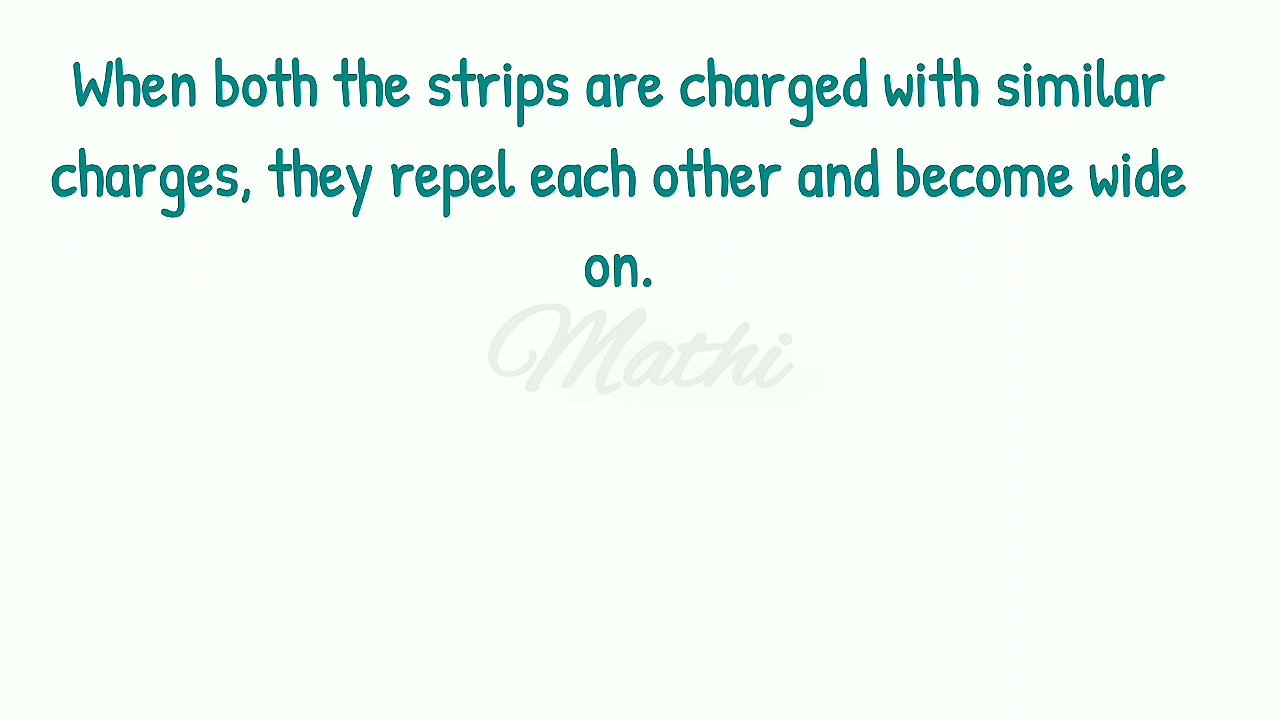 When both the strips are charged with similar
charges, they repel each other and become wide
on.
Mathi